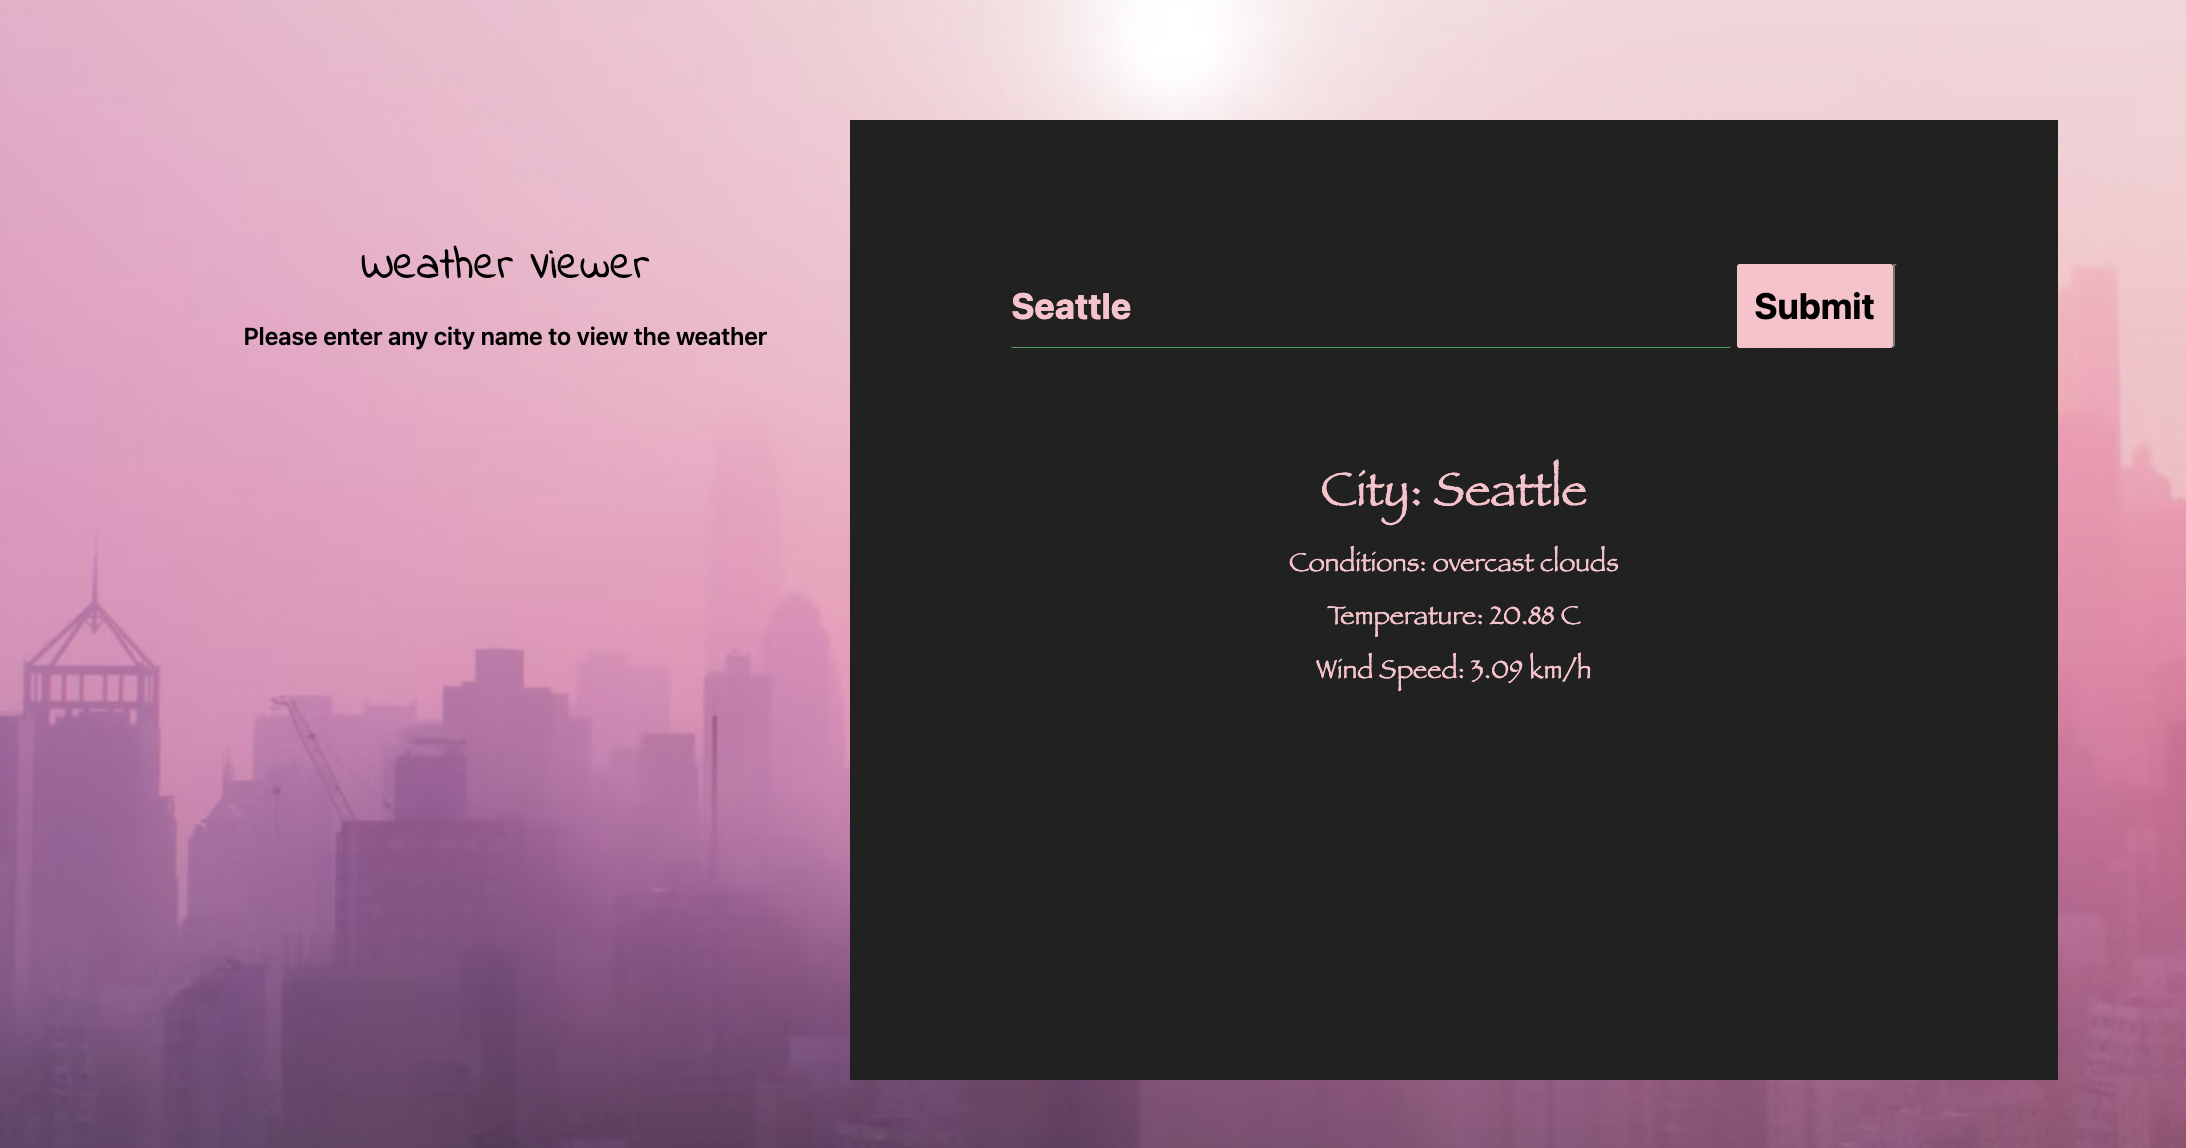 Weather Viewer
Please enter any city name to view the weather
Seattle
Submit
City: Seattle
Conditions: overcast clouds
Temperature: 20.88 C
Wind Speed: 3.09 km/h